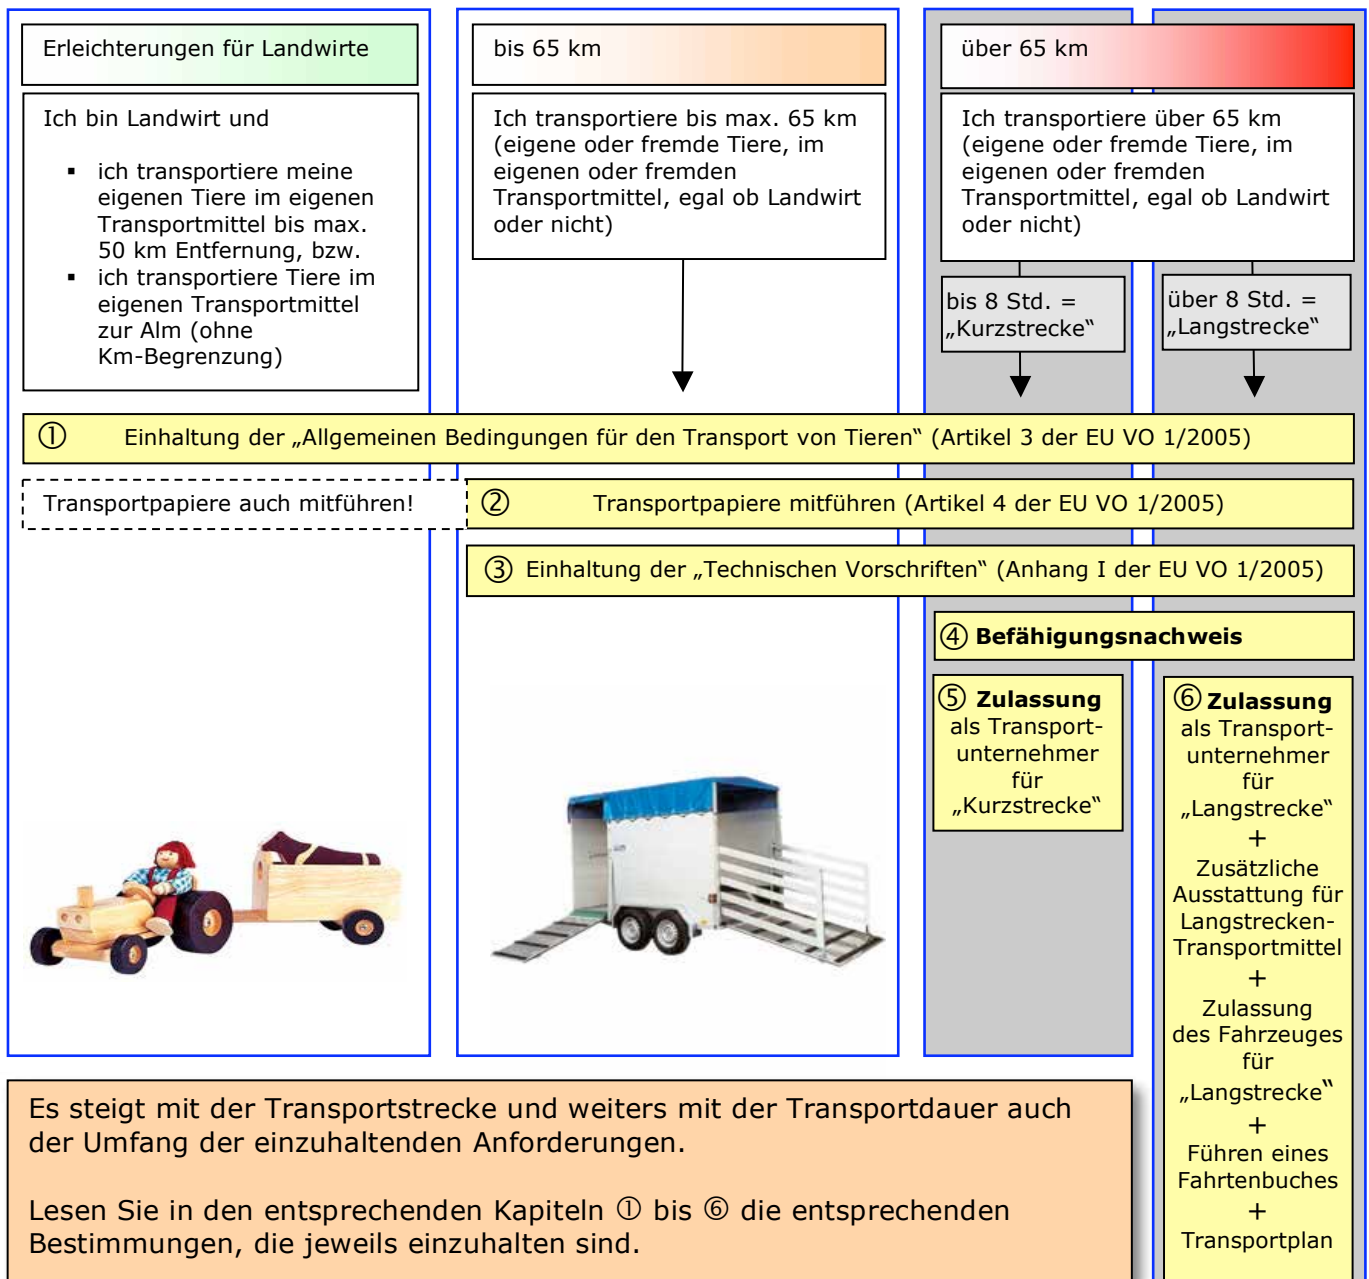 Erleichterungen für Landwirte
Ich bin Landwirt und
▪ ich transportiere meine
eigenen Tiere im eigenen
Transportmittel bis max.
50 km Entfernung, bzw.
▪ ich transportiere Tiere im
eigenen Transportmittel
zur Alm (ohne
Km-Begrenzung)
bis 65 km
Ich transportiere bis max. 65 km
(eigene oder fremde Tiere, im
eigenen oder fremden
Transportmittel, egal ob Landwirt
oder nicht)
über 65 km
Ich transportiere über 65 km
(eigene oder fremde Tiere, im
eigenen oder fremden
Transportmittel, egal ob Landwirt
oder nicht)
bis 8 Std. =
„Kurzstrecke“
über 8 Std. =
„Langstrecke“
① Einhaltung der „Allgemeinen Bedingungen für den Transport von Tieren“ (Artikel 3 der EU VO 1/2005)
Transportpapiere auch mitführen!
② Transportpapiere mitführen (Artikel 4 der EU VO 1/2005)
③ Einhaltung der „Technischen Vorschriften“ (Anhang I der EU VO 1/2005)
④ Befähigungsnachweis
⑤ Zulassung
als Transport-
unternehmer
für
„Kurzstrecke“
⑥ Zulassung
als Transport-
unternehmer
für
„Langstrecke“
+
Zusätzliche
Ausstattung für
Langstrecken-
Transportmittel
+
Zulassung
des Fahrzeuges
für
„Langstrecke“
+
Führen eines
Fahrtenbuches
+
Transportplan
Es steigt mit der Transportstrecke und weiters mit der Transportdauer auch
der Umfang der einzuhaltenden Anforderungen.
Lesen Sie in den entsprechenden Kapiteln ① bis ⑥ die entsprechenden
Bestimmungen, die jeweils einzuhalten sind.